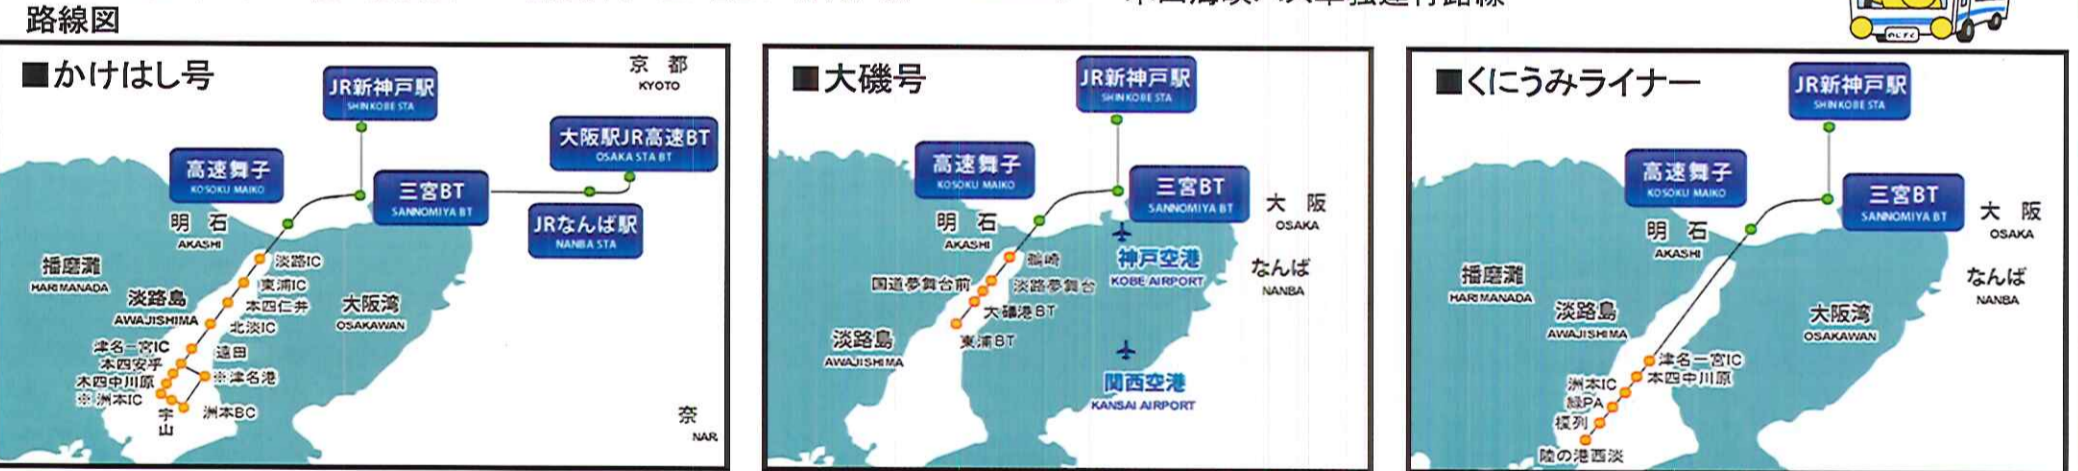 路線図
■かけはし号
JR新神戸駅
SHINKOBE STA
京 都
KYOTO
大阪駅JR高速BT
OSAKA STA BT
高速舞子
KOSOKU MAIKO
三宮BT
SANNOMIYA BT
JRなんば駅
NANBA STA
明 石
AKASHI
淡路IC
東浦IC
本四仁井
北淡IC
遠田
※津名港
洲本BC
播磨灘
HARIMANADA
淡路島
AWAJISHIMA
大阪湾
OSAKAWAN
津名一宮IC
本四安乎
本四中川原
※洲本IC
宇山
奈
NAR
■大磯号
JR新神戸駅
SHINKOBE STA
高速舞子
KOSOKU MAIKO
三宮BT
SANNOMIYA BT
大 阪
OSAKA
明 石
AKASHI
鵜崎
神戸空港
KOBE AIRPORT
なんば
NANBA
国道夢舞台前
淡路夢舞台
大磯港BT
東浦BT
淡路島
AWAJISHIMA
関西空港
KANSAI AIRPORT
■くにうみライナー
JR新神戸駅
SHINKOBE STA
高速舞子
KOSOKU MAIKO
三宮BT
SANNOMIYA BT
大 阪
OSAKA
明 石
AKASHI
播磨灘
HARIMANADA
なんば
NANBA
淡路島
AWAJISHIMA
大阪湾
OSAKAWAN
津名一宮IC
本四中川原
洲本IC
緑PA
榎列
陸の港西淡